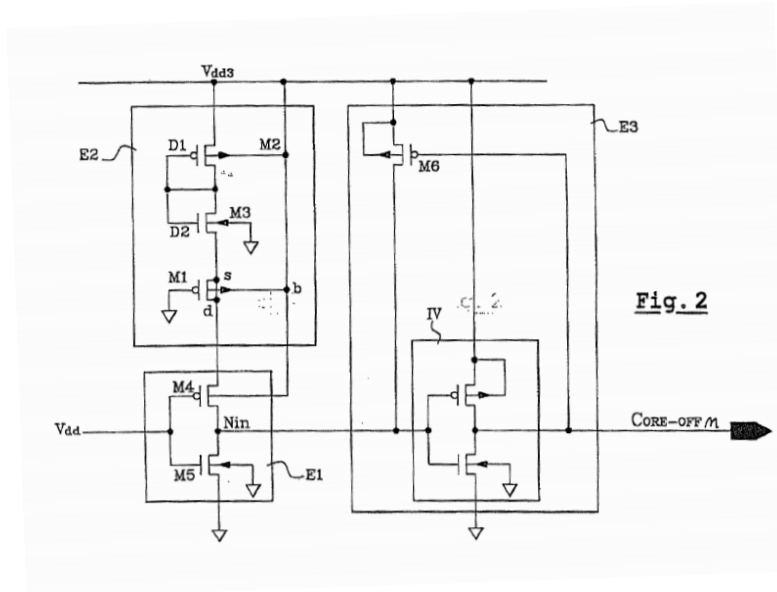 Vdd3
E3
D1
M2
E2
M6
M3
D2
M1
s
b
d
Fig. 2
IV
M4
Vdd
Nin
CORE-OFF n
M5
E1